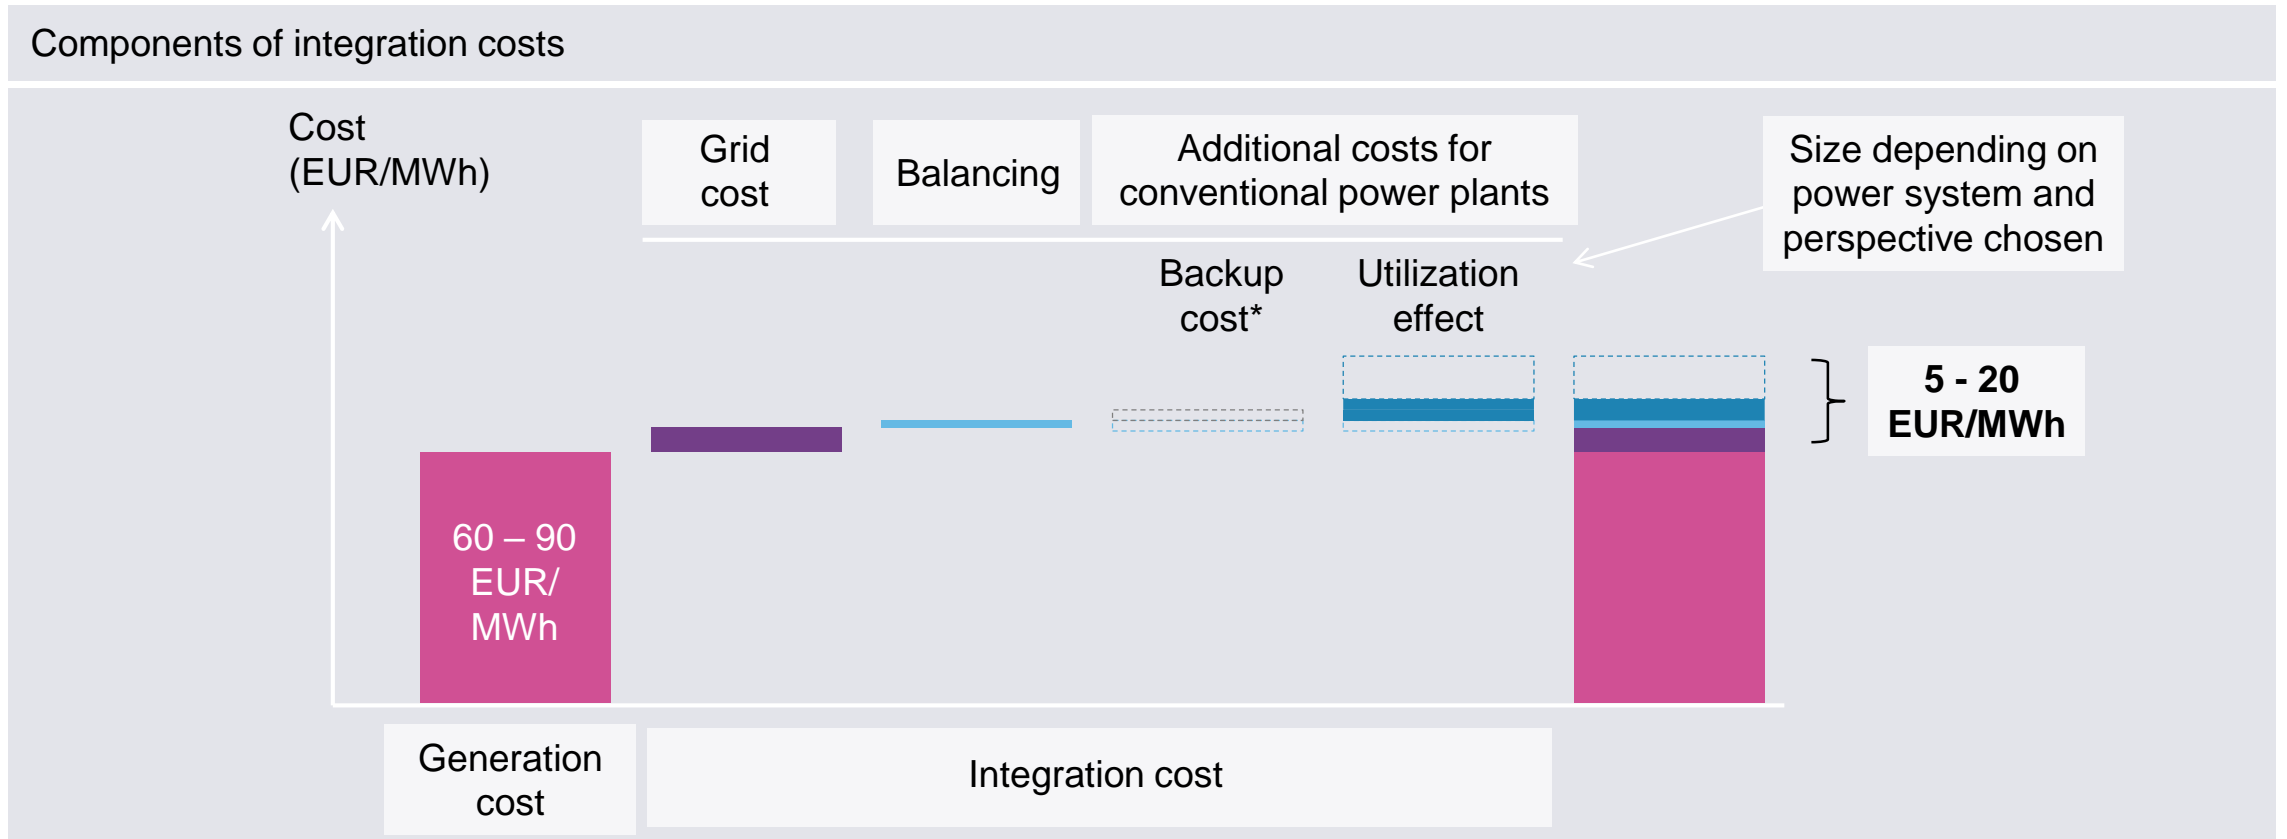 Components of integration costs
Cost
(EUR/MWh)
Grid
cost
Balancing
Additional costs for
conventional power plants
Size depending on
power system and
perspective chosen
Backup
cost*
Utilization
effect
5 - 20
EUR/MWh
60 – 90
EUR/
MWh
Generation
cost
Integration cost